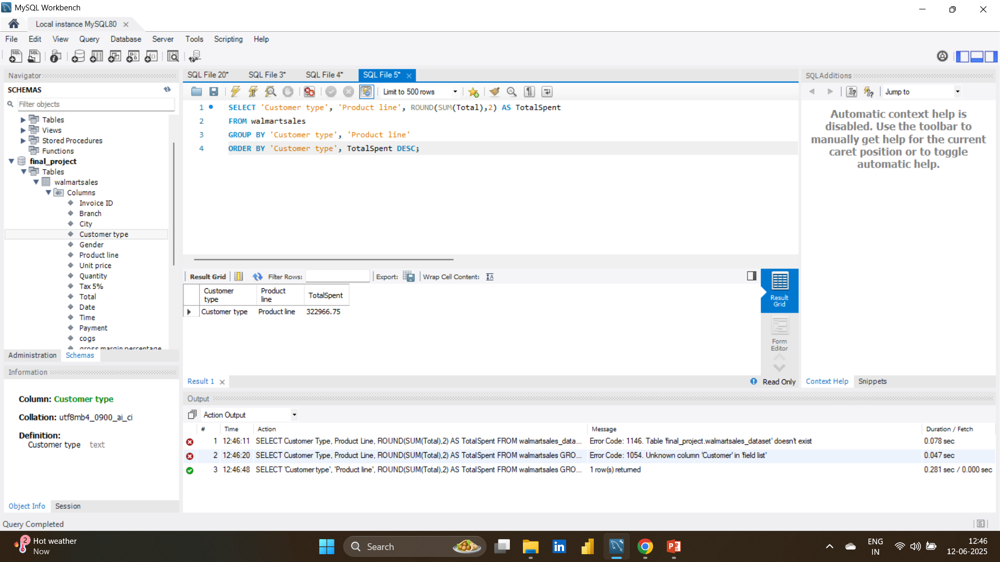 MySQL Workbench
Local instance MySQL80
File Edit View Query Database Server Tools Scripting Help
Navigator
SCHEMAS
Filter objects
Tables
Views
Stored Procedures
Functions
final_project
Tables
walmartsales
Columns
Invoice ID
Branch
City
Customer type
Gender
Product line
Unit price
Quantity
Tax 5%
Total
Date
Time
Payment
cogs
gross margin percentage
Administration Schemas
Information
Column: Customer type
Collation: utf8mb4_0900_ai_ci
Definition:
Customer type text
Object Info Session
Query Completed
SQL File 20* SQL File 3* SQL File 4* SQL File 5*
Limit to 500 rows
1 SELECT 'Customer type', 'Product line', ROUND(SUM(Total),2) AS TotalSpent
2 FROM walmartsales
3 GROUP BY 'Customer type', 'Product line'
4 ORDER BY 'Customer type', TotalSpent DESC;
Result Grid Filter Rows: Export: Wrap Cell Content:
Customer type Product line TotalSpent
Customer type Product line 322966.75
Result Grid
Form Editor
Result 1 Read Only
Output
Action Output
# Time Action Message Duration / Fetch
1 12:46:11 SELECT Customer Type, Product Line, ROUND(SUM(Total),2) AS TotalSpent FROM walmartsales_data... Error Code: 1146. Table 'final_project.walmartsales_dataset' doesn't exist 0.078 sec
2 12:46:20 SELECT Customer Type, Product Line, ROUND(SUM(Total),2) AS TotalSpent FROM walmartsales GRO... Error Code: 1054. Unknown column 'Customer' in 'field list' 0.047 sec
3 12:46:48 SELECT 'Customer type', 'Product line', ROUND(SUM(Total),2) AS TotalSpent FROM walmartsales GRO... 1 row(s) returned 0.281 sec / 0.000 sec
SQLAdditions
Jump to
Automatic context help is
disabled. Use the toolbar to
manually get help for the current
caret position or to toggle
automatic help.
Context Help Snippets
2 Hot weather
Now
Search
ENG
IN
12:46
12-06-2025